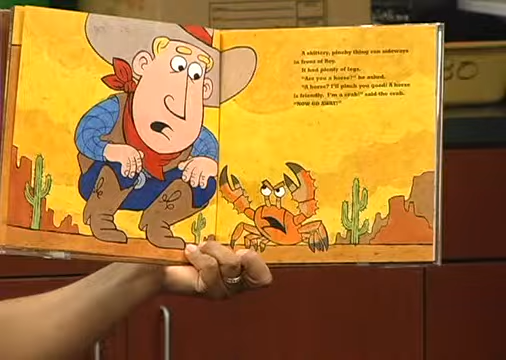 A skittery, pinchy thing ran sideways
in front of Roy.
It had plenty of legs.
"Are you a horse?" he asked.
"A horse? I'll pinch you good! A horse
is friendly. I'm a crab!" said the crab.
"NOW GO AWAY!"
30